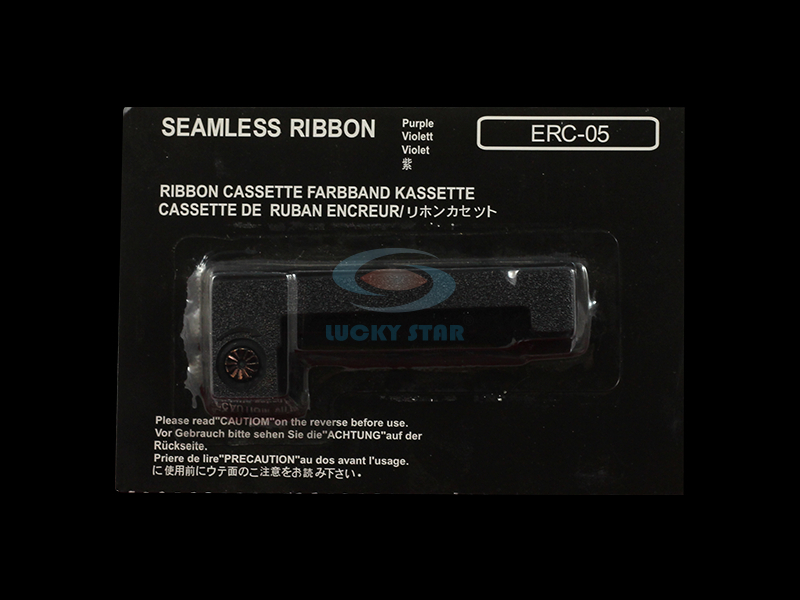 SEAMLESS RIBBON
Purple
Violett
Violet
紫
ERC-05
RIBBON CASSETTE FARBBAND KASSETTE
CASSETTE DE RUBAN ENCREUR/リホンカセット
LUCKY STAR
Please read"CAUTIOM"on the reverse before use.
Vor Gebrauch bitte sehen Sie die"ACHTUNG"auf der
Rückseite.
Priere de lire"PRECAUTION"au dos avant I'usage.
に使用前にウテ面のこ注意をお読み下さい・